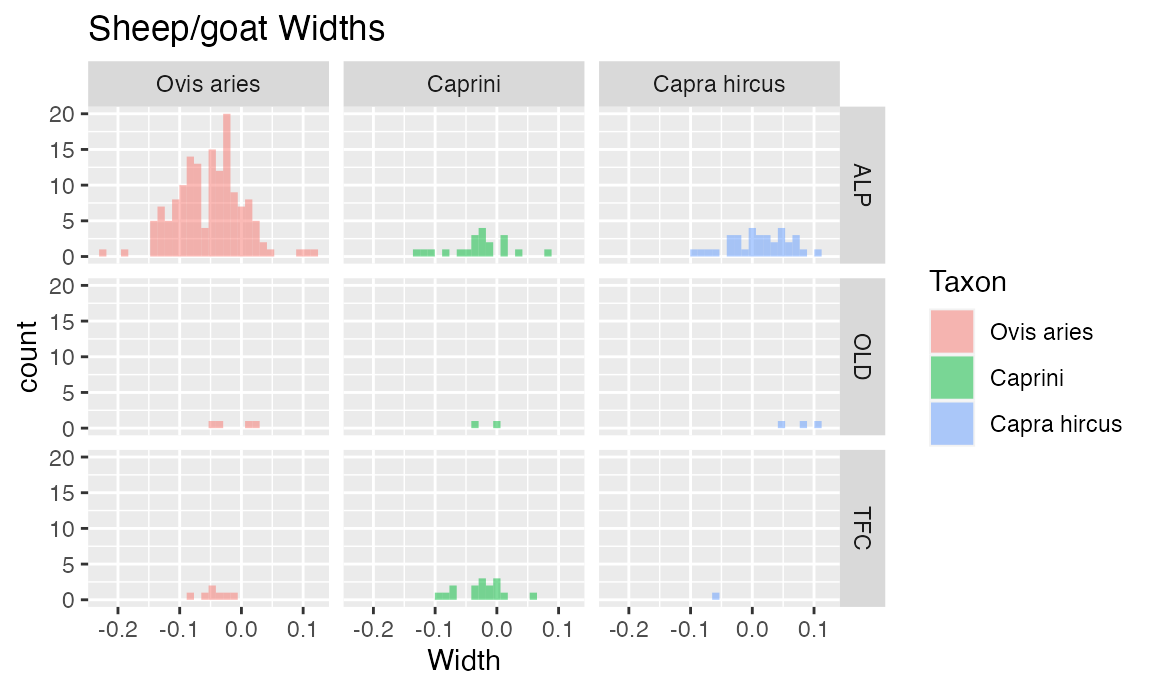 Sheep/goat Widths
Ovis aries
Caprini
Capra hircus
20
15
10
5
0
ALP
20
15
10
5
0
OLD
20
15
10
5
0
TFC
count
-0.2 -0.1 0.0 0.1
-0.2 -0.1 0.0 0.1
-0.2 -0.1 0.0 0.1
Width
Taxon
Ovis aries
Caprini
Capra hircus